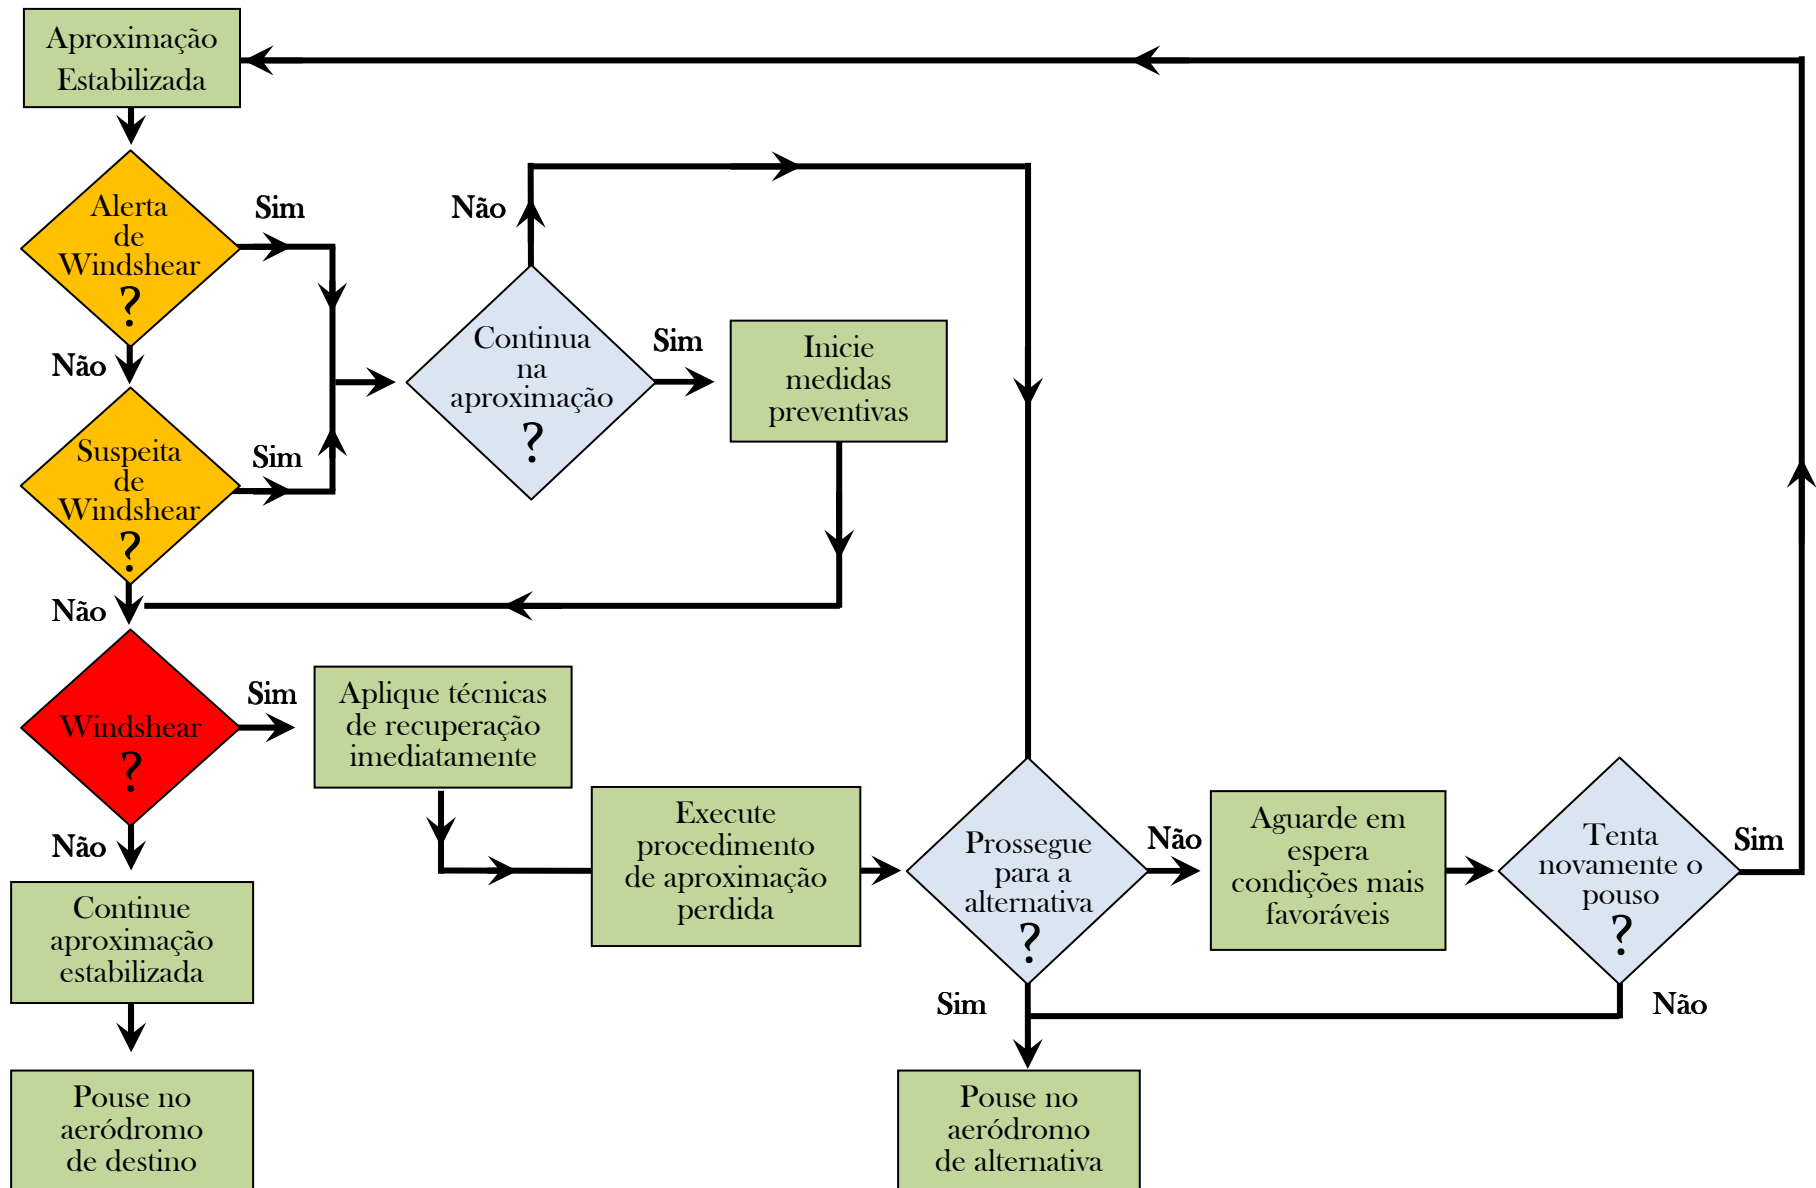 Aproximação
Estabilizada
Alerta
de
Windshear
?
Sim
Não
Suspeita
de
Windshear
?
Sim
Não
Continua
na
aproximação
?
Não
Sim
Inicie
medidas
preventivas
Windshear
?
Sim
Não
Aplique técnicas
de recuperação
imediatamente
Execute
procedimento
de aproximação
perdida
Prossegue
para a
alternativa
?
Não
Sim
Aguarde em
espera
condições mais
favoráveis
Tenta
novamente o
pouso
?
Sim
Não
Continue
aproximação
estabilizada
Pouse no
aeródromo
de destino
Pouse no
aeródromo
de alternativa